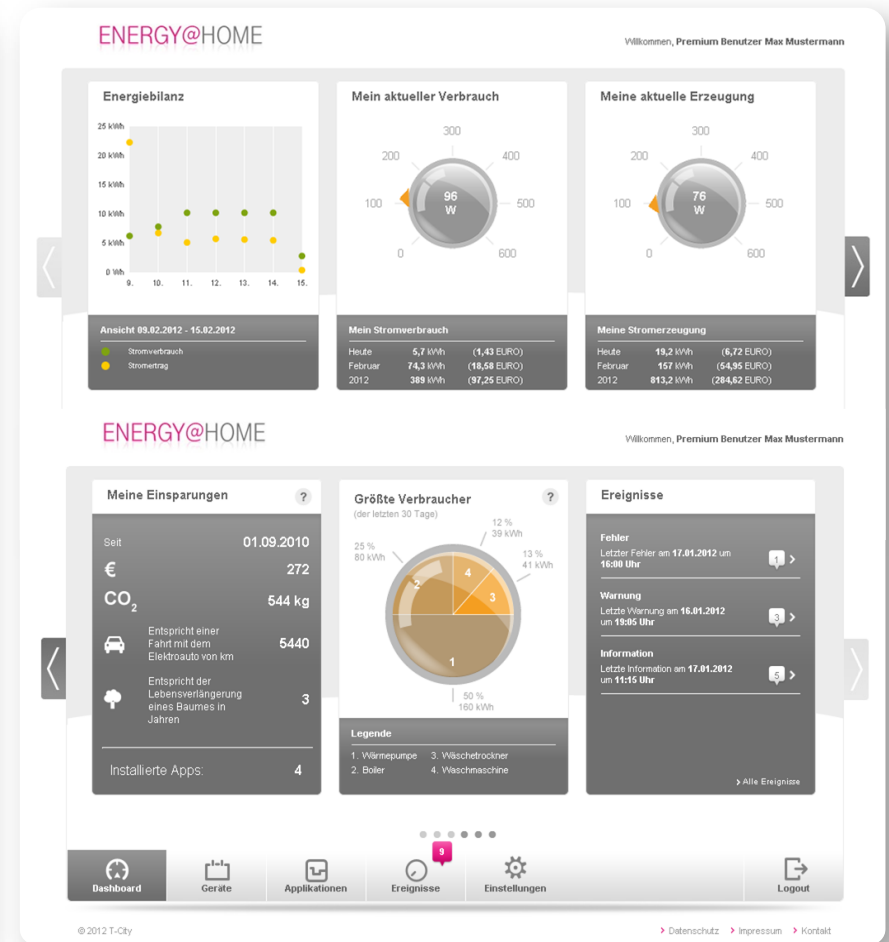 ENERGY@HOME
Willkommen, Premium Benutzer Max Mustermann
Energiebilanz
25 kWh
20 kWh
15 kWh
10 kWh
5 kWh
0 Wh
9. 10. 11. 12. 13. 14. 15.
Ansicht 09.02.2012 - 15.02.2012
Stromverbrauch
Stromertrag
Mein aktueller Verbrauch
300
200 400
100 500
0 600
96
W
Mein Stromverbrauch
Heute 5,7 kWh (1,43 EURO)
Februar 74,3 kWh (18,58 EURO)
2012 389 kWh (97,25 EURO)
Meine aktuelle Erzeugung
300
200 400
100 500
0 600
76
W
Meine Stromerzeugung
Heute 19,2 kWh (6,72 EURO)
Februar 157 kWh (54,95 EURO)
2012 813,2 kWh (284,62 EURO)
ENERGY@HOME
Willkommen, Premium Benutzer Max Mustermann
Meine Einsparungen ?
Seit 01.09.2010
€ 272
CO2 544 kg
Entspricht einer
Fahrt mit dem
Elektroauto von km
5440
Entspricht der
Lebensverlängerung
eines Baumes in
Jahren
3
Installierte Apps: 4
Größte Verbraucher ?
(der letzten 30 Tage)
12 %
39 kWh
25 %
80 kWh
13 %
41 kWh
4
2
3
1
50 %
160 kWh
Legende
1. Wärmepumpe 3. Wäschetrockner
2. Boiler 4. Waschmaschine
Ereignisse
Fehler
Letzter Fehler am 17.01.2012 um
16:00 Uhr
1
Warnung
Letzte Warnung am 16.01.2012
um 19:05 Uhr
3
Information
Letzte Information am 17.01.2012
um 11:15 Uhr
5
Alle Ereignisse
9
Dashboard Geräte Applikationen Ereignisse Einstellungen Logout
© 2012 T-City Datenschutz Impressum Kontakt